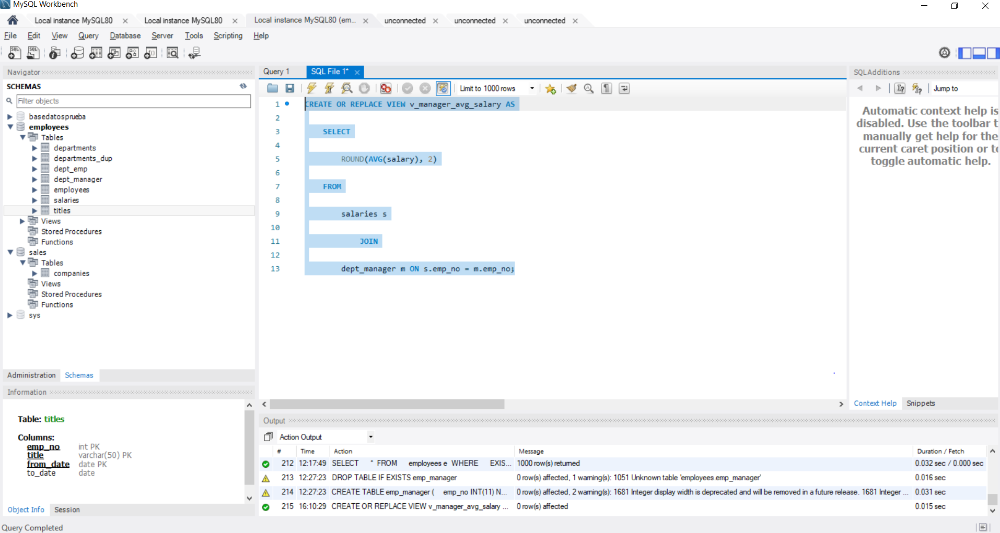 MySQL Workbench
Local instance MySQL80
Local instance MySQL80
Local instance MySQL80 (em...
unconnected
unconnected
unconnected
File Edit View Query Database Server Tools Scripting Help
Navigator
SCHEMAS
Filter objects
basedatosprueba
employees
Tables
departments
departments_dup
dept_emp
dept_manager
employees
salaries
titles
Views
Stored Procedures
Functions
sales
Tables
companies
Views
Stored Procedures
Functions
sys
Administration Schemas
Information
Table: titles
Columns:
emp_no int PK
title varchar(50) PK
from_date date PK
to_date date
Object Info Session
Query 1 SQL File 1*
Limit to 1000 rows
1 CREATE OR REPLACE VIEW v_manager_avg_salary AS
2
3 SELECT
4
5 ROUND(AVG(salary), 2)
6
7 FROM
8
9 salaries s
10
11 JOIN
12
13 dept_manager m ON s.emp_no = m.emp_no;
SQLAdditions
Jump to
Automatic context help is
disabled. Use the toolbar t
manually get help for the
current caret position or to
toggle automatic help.
Context Help Snippets
Output
Action Output
# Time Action Message Duration / Fetch
212 12:17:49 SELECT * FROM employees e WHERE EXIS... 1000 row(s) returned 0.032 sec / 0.000 sec
213 12:27:23 DROP TABLE IF EXISTS emp_manager 0 row(s) affected, 1 warning(s): 1051 Unknown table 'employees.emp_manager' 0.016 sec
214 12:27:23 CREATE TABLE emp_manager ( emp_no INT(11) N... 0 row(s) affected, 2 warning(s): 1681 Integer display width is deprecated and will be removed in a future release. 1681 Integer ... 0.031 sec
215 16:10:29 CREATE OR REPLACE VIEW v_manager_avg_salary ... 0 row(s) affected 0.015 sec
Query Completed